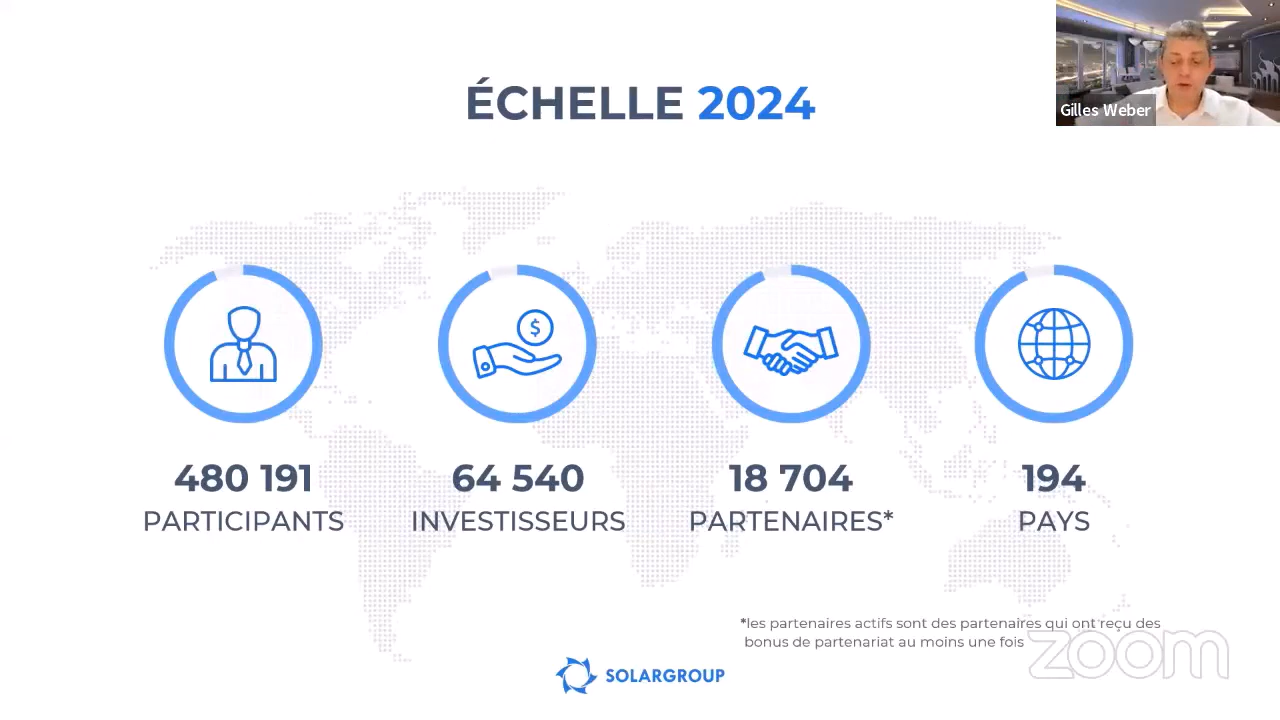 ÉCHELLE 2024
Gilles Weber
$
480 191
PARTICIPANTS
64 540
INVESTISSEURS
18 704
PARTENAIRES*
194
PAYS
*les partenaires actifs sont des partenaires qui ont reçu des
bonus de partenariat au moins une fois
zoom
SOLARGROUP